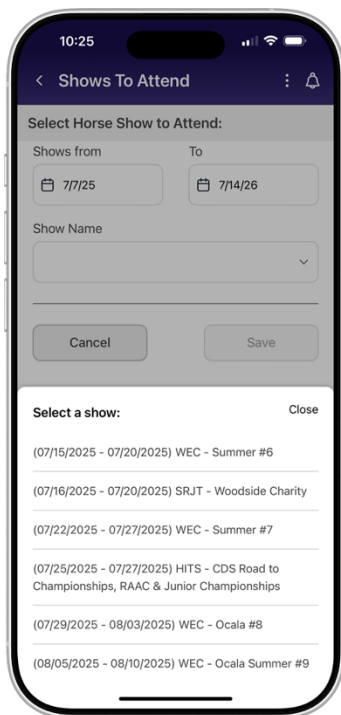 10:25
Shows To Attend
Select Horse Show to Attend:
Shows from To
7/7/25 7/14/26
Show Name
Cancel Save
Select a show: Close
(07/15/2025 - 07/20/2025) WEC - Summer #6
(07/16/2025 - 07/20/2025) SRJT - Woodside Charity
(07/22/2025 - 07/27/2025) WEC - Summer #7
(07/25/2025 - 07/27/2025) HITS - CDS Road to
Championships, RAAC & Junior Championships
(07/29/2025 - 08/03/2025) WEC - Ocala #8
(08/05/2025 - 08/10/2025) WEC - Ocala Summer #9